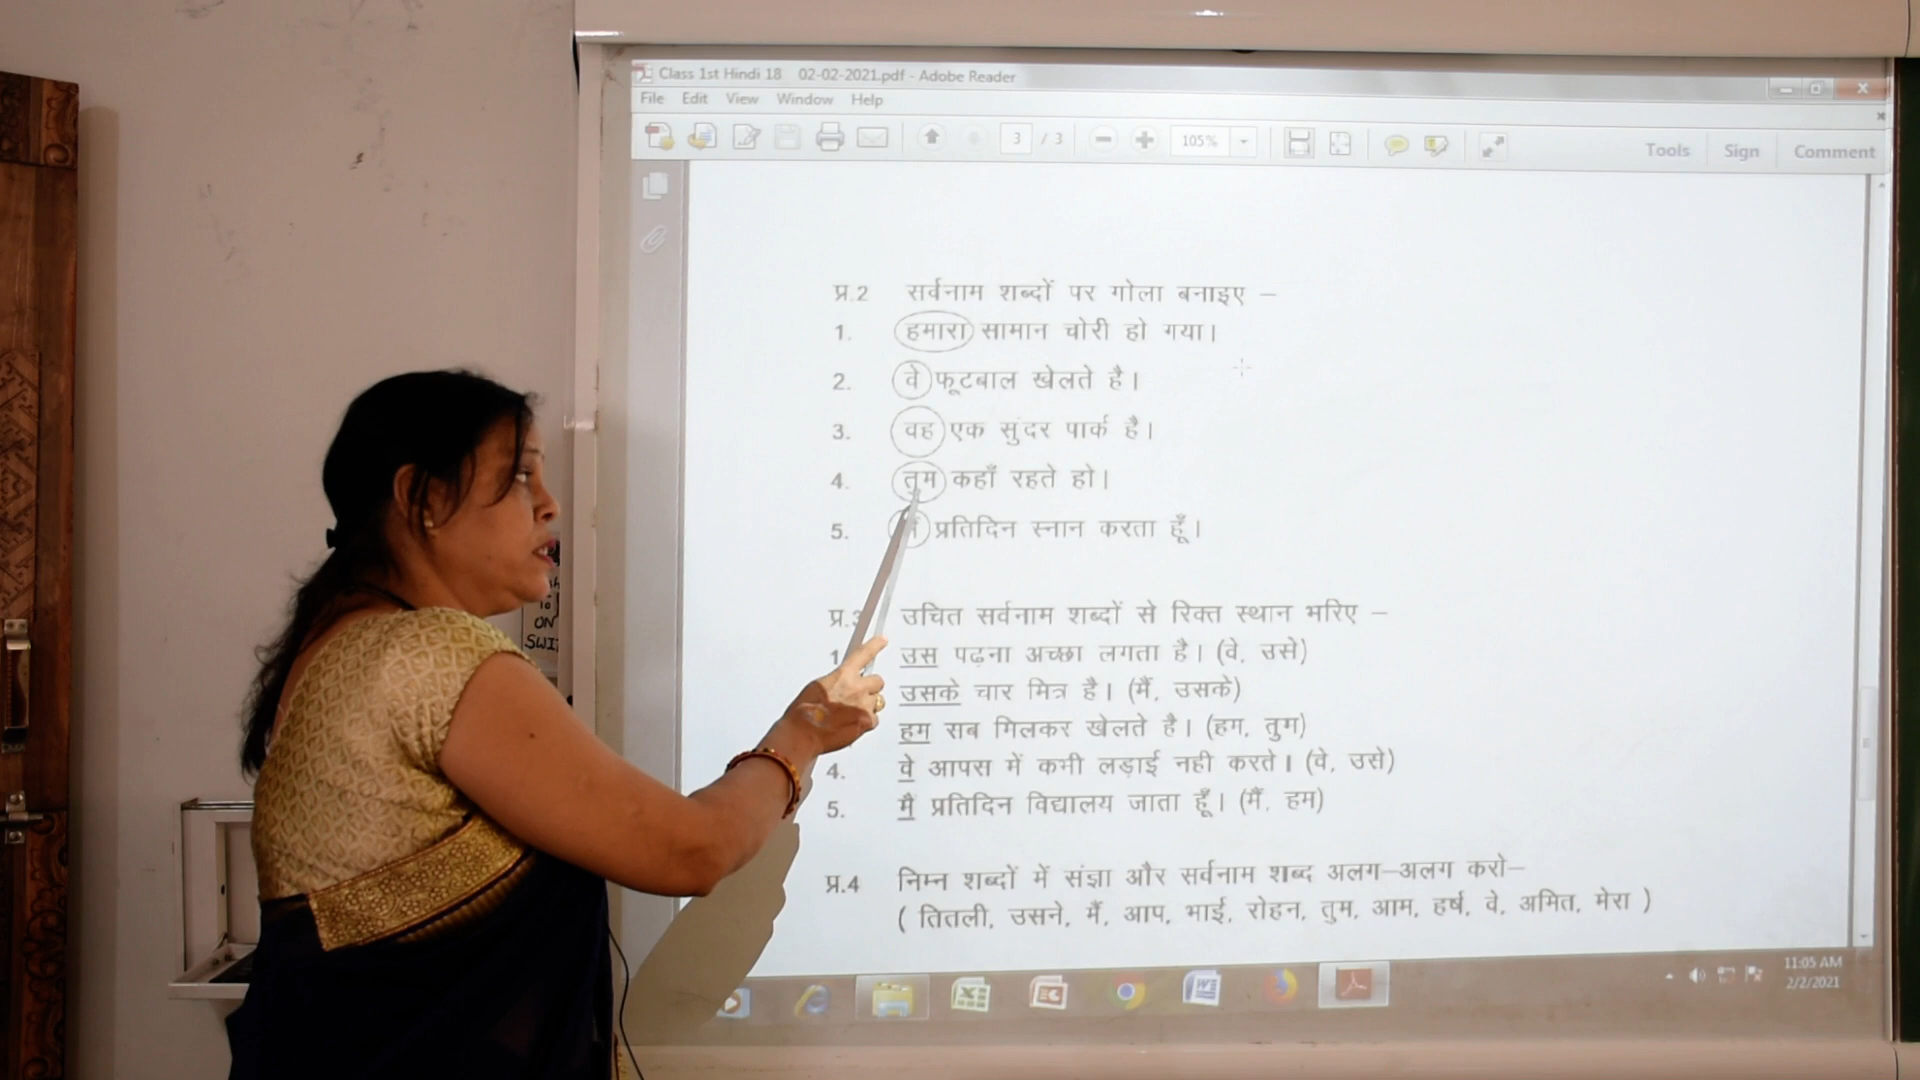 Class 1st Hindi 18 02-02-2021.pdf - Adobe Reader
File Edit View Window Help
3 / 3 105% Tools Sign Comment
प्र.2 सर्वनाम शब्दों पर गोला बनाइए –
1. हमारा सामान चोरी हो गया।
2. वे फूटबाल खेलते है।
3. वह एक सुंदर पार्क है।
4. तुम कहाँ रहते हो।
5. प्रतिदिन स्नान करता हूँ।
प्र.3 उचित सर्वनाम शब्दों से रिक्त स्थान भरिए –
1 उस पढ़ना अच्छा लगता है। (वे, उसे)
उसके चार मित्र है। (मैं, उसके)
हम सब मिलकर खेलते है। (हम, तुम)
4. वे आपस में कभी लड़ाई नही करते। (वे, उसे)
5. मै प्रतिदिन विद्यालय जाता हूँ। (मैं, हम)
प्र.4 निम्न शब्दों में संज्ञा और सर्वनाम शब्द अलग–अलग करो–
( तितली, उसने, मैं, आप, भाई, रोहन, तुम, आम, हर्ष, वे, अमित, मेरा )
11:05 AM
2/2/2021
TO
ON